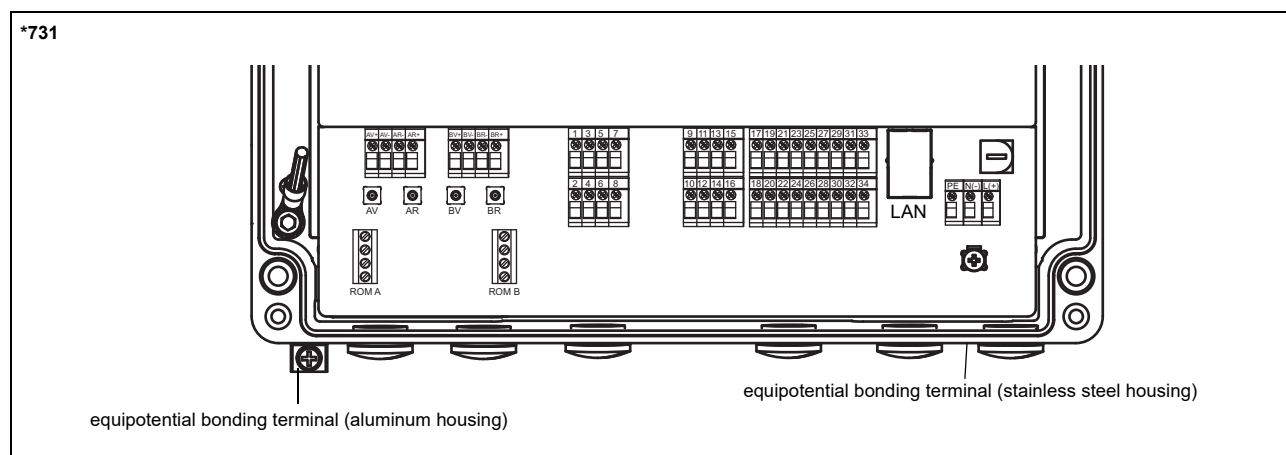 *731
AV+ AV- AR- AR+ BV+ BV- BR- BR+ 1 3 5 7 9 11 13 15 17 19 21 23 25 27 29 31 33
2 4 6 8 10 12 14 16 18 20 22 24 26 28 30 32 34 PE N(-) L(+)
AV AR BV BR LAN
ROM A ROM B
equipotential bonding terminal (stainless steel housing)
equipotential bonding terminal (aluminum housing)